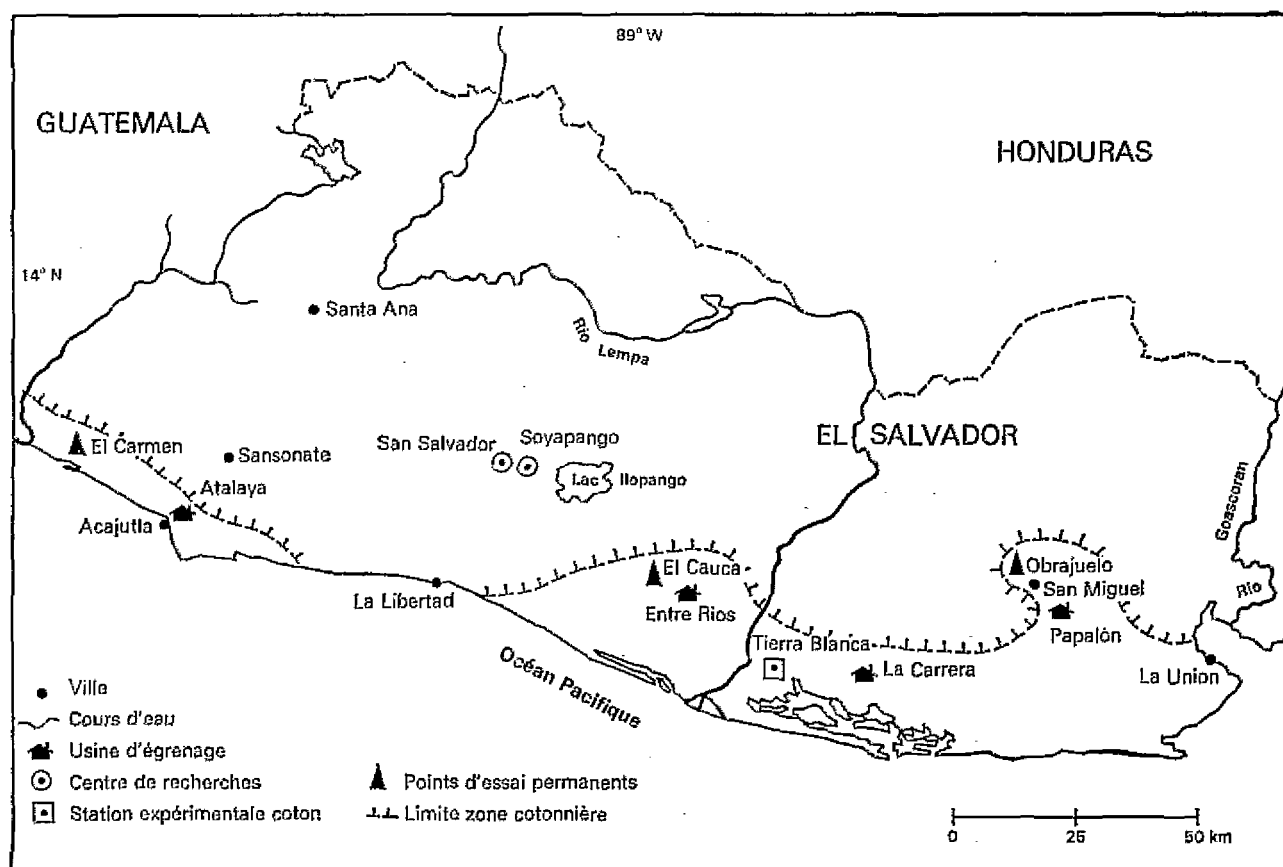 89° W
GUATEMALA
HONDURAS
14° N
Santa Ana
Rio Lempa
EL SALVADOR
El Carmen
Sansonate
San Salvador
Soyapango
Lac Ilopango
Atalaya
Acajutla
Goascoran
Rio
La Libertad
El Cauca
Entre Rios
Obrajuelo
San Miguel
Papalón
Tierra Blanca
La Carrera
La Union
Océan Pacifique
Ville
Cours d'eau
Usine d'égrenage
Centre de recherches
Points d'essai permanents
Station expérimentale coton
Limite zone cotonnière
0 25 50 km